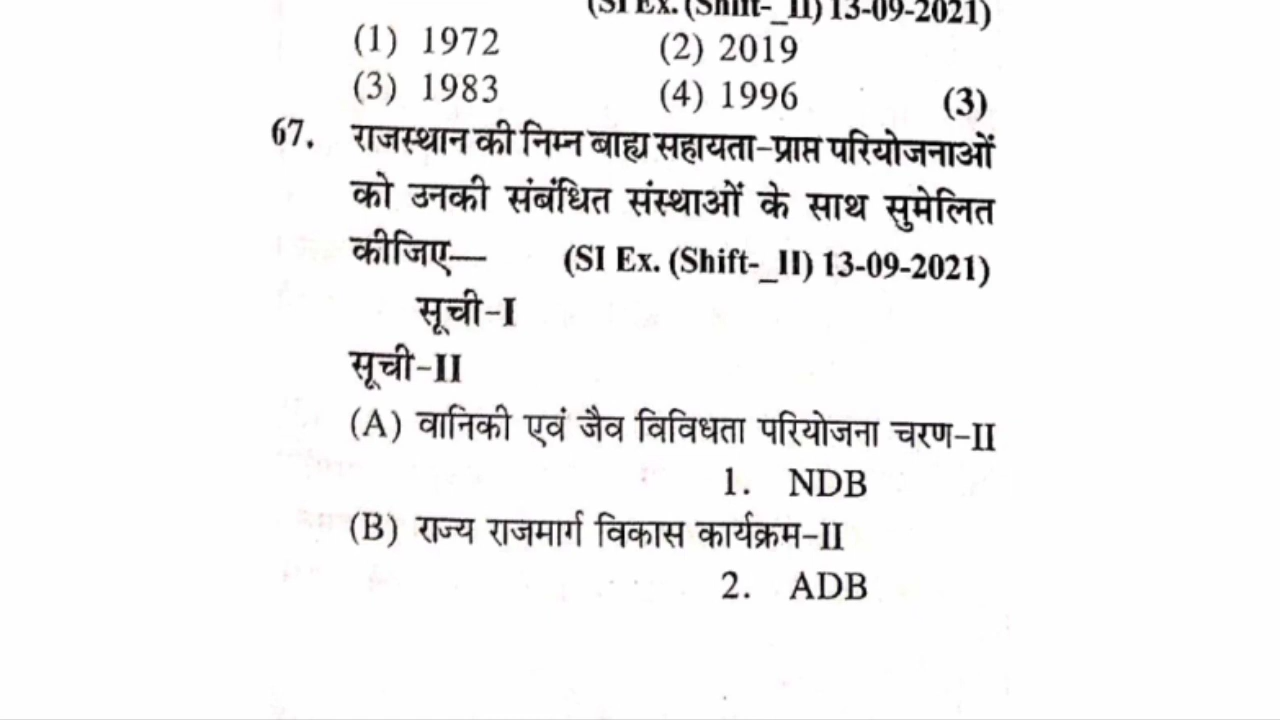 (SI Ex. (Shift-_II) 13-09-2021)
(1) 1972 (2) 2019
(3) 1983 (4) 1996 (3)
67. राजस्थान की निम्न बाह्य सहायता-प्राप्त परियोजनाओं
को उनकी संबंधित संस्थाओं के साथ सुमेलित
कीजिए— (SI Ex. (Shift-_II) 13-09-2021)
सूची-I
सूची-II
(A) वानिकी एवं जैव विविधता परियोजना चरण-II
1. NDB
(B) राज्य राजमार्ग विकास कार्यक्रम-II
2. ADB